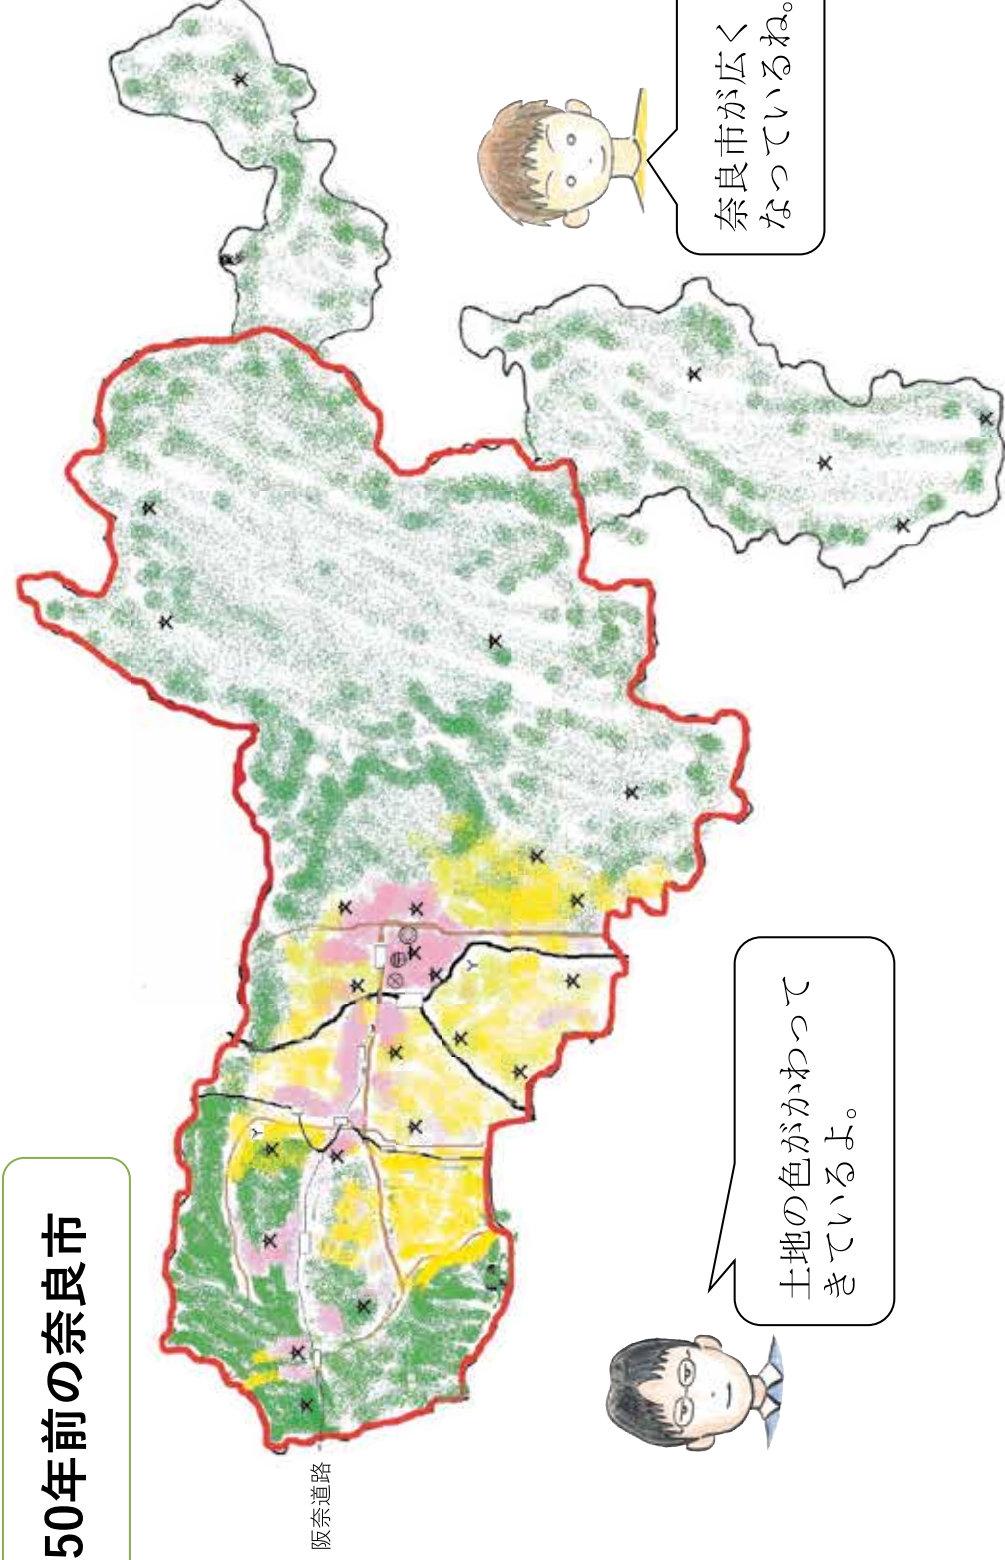 50年前の奈良市
奈良市が広く
なっているね。
土地の色がかわって
きているよ。
阪奈道路